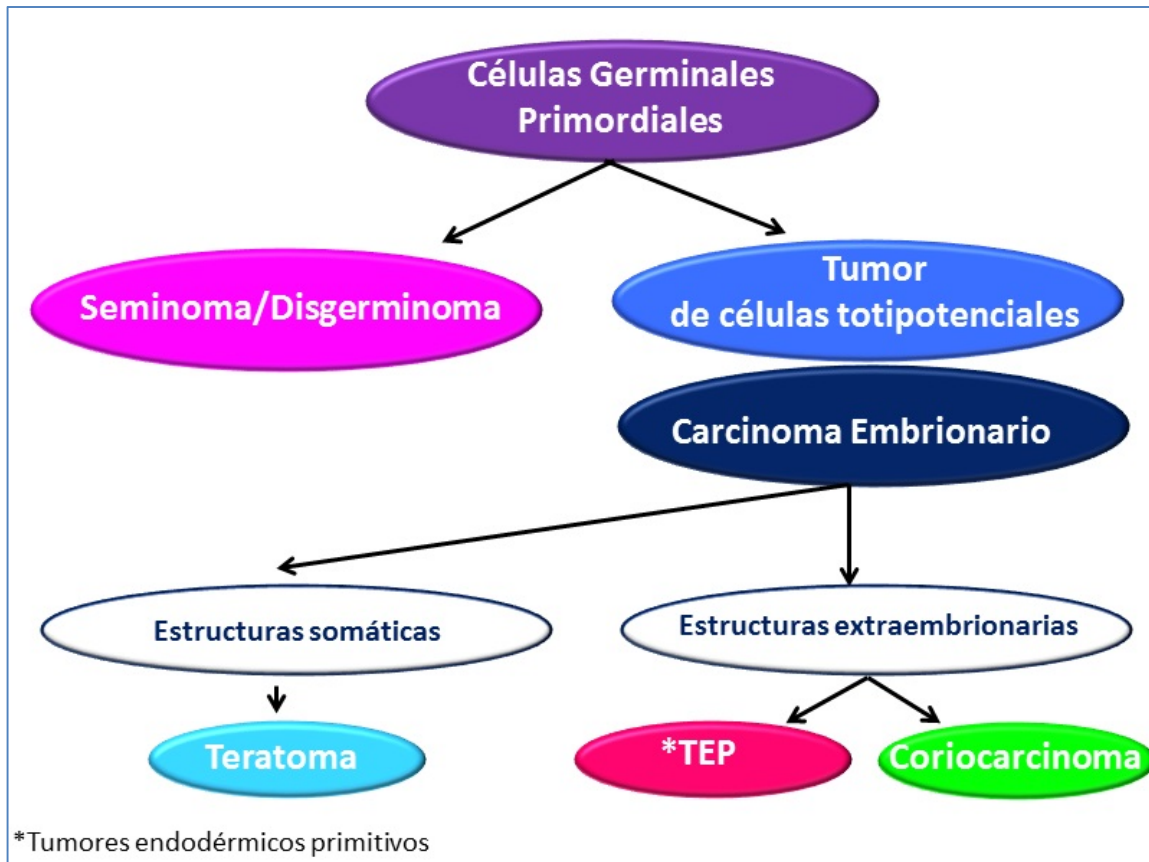 Células Germinales
Primordiales
Seminoma/Disgerminoma
Tumor
de células totipotenciales
Carcinoma Embrionario
Estructuras somáticas
Estructuras extraembrionarias
Teratoma
*TEP
Coriocarcinoma
*Tumores endodérmicos primitivos